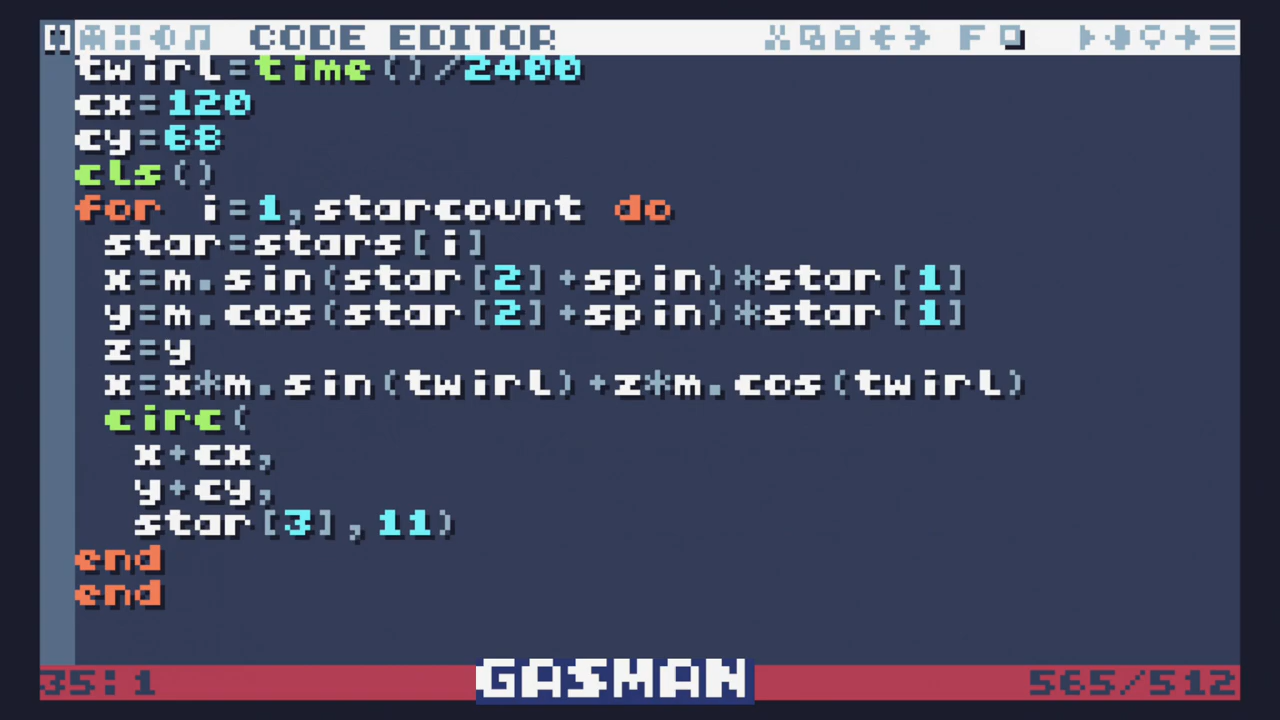 CODE EDITOR F
twirl=time()/2400
cx=120
cy=68
cls()
for i=1,starcount do
star=stars[i]
x=m.sin(star[2]+spin)*star[1]
y=m.cos(star[2]+spin)*star[1]
z=y
x=x*m.sin(twirl)+z*m.cos(twirl)
circ(
x+cx,
y+cy,
star[3],11)
end
end
35:1 GASMAN 565/512